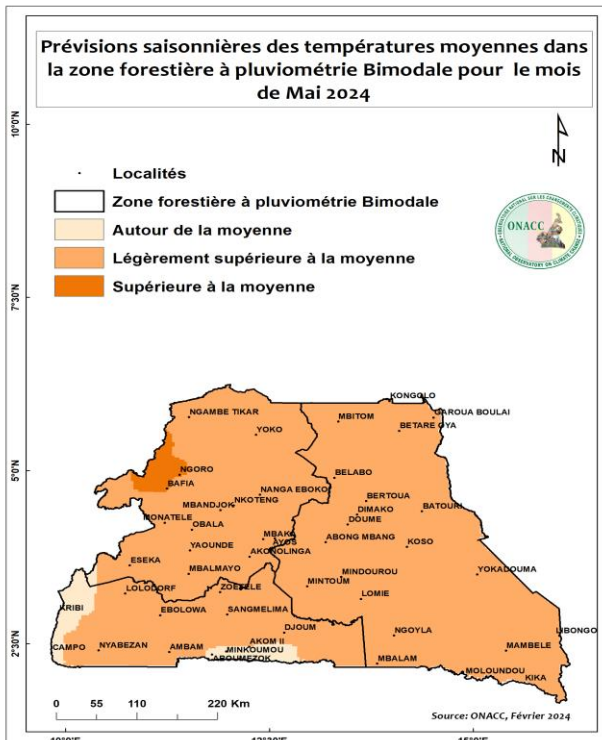 Prévisions saisonnières des températures moyennes dans
la zone forestière à pluviométrie Bimodale pour le mois
de Mai 2024
10°0'N
N
Localités
Zone forestière à pluviométrie Bimodale
Autour de la moyenne
Légèrement supérieure à la moyenne
Supérieure à la moyenne
ONACC
7°30'N
KONGOLO
NGAMBE TIKAR
MBITOM
GAROUA BOULAI
YOKO
BETARE OYA
5°0'N
NGORO
BELABO
BAFIA
NANGA EBOKO
BERTOUA
MBANDJOK
NKOTENG
DIMAKO
BATOURI
MONATELE
OBALA
DOUME
MBAKA
AYOS
ABONG MBANG
KOSO
YAOUNDE
AKONOLINGA
ESEKA
MBALMAYO
MINDOUROU
YOKADOUMA
LOLODORF
ZOETELE
MINTOUM
LOMIE
KRIBI
EBOLOWA
SANGMELIMA
DJOUM
NGOYLA
LIBONGO
2°30'N
CAMPO
NYABEZAN
AMBAM
AKOM II
MINKOUMOU
MAMBELE
ABOUMEZOK
MBALAM
MOLOUNDOU
KIKA
0 55 110 220 Km
Source: ONACC, Février 2024